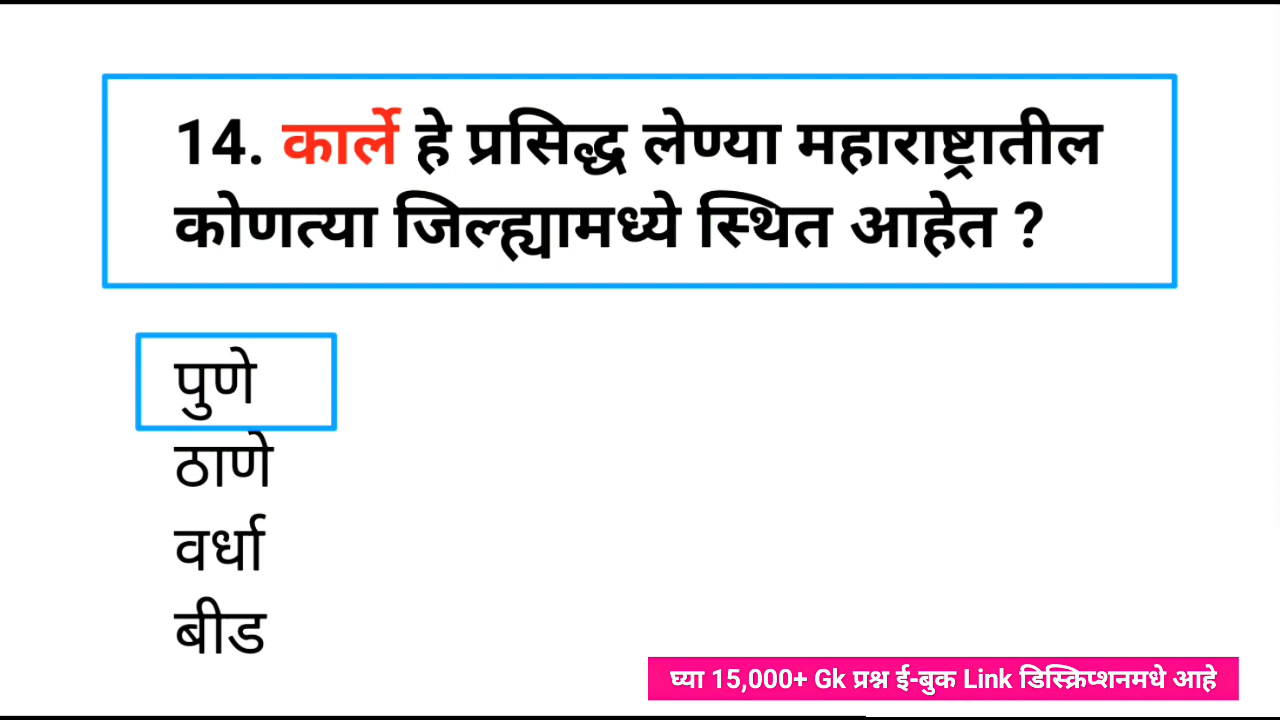 14. कार्ले हे प्रसिद्ध लेण्या महाराष्ट्रातील
कोणत्या जिल्ह्यामध्ये स्थित आहेत ?
पुणे
ठाणे
वर्धा
बीड
घ्या 15,000+ Gk प्रश्न ई-बुक Link डिस्क्रिप्शनमधे आहे